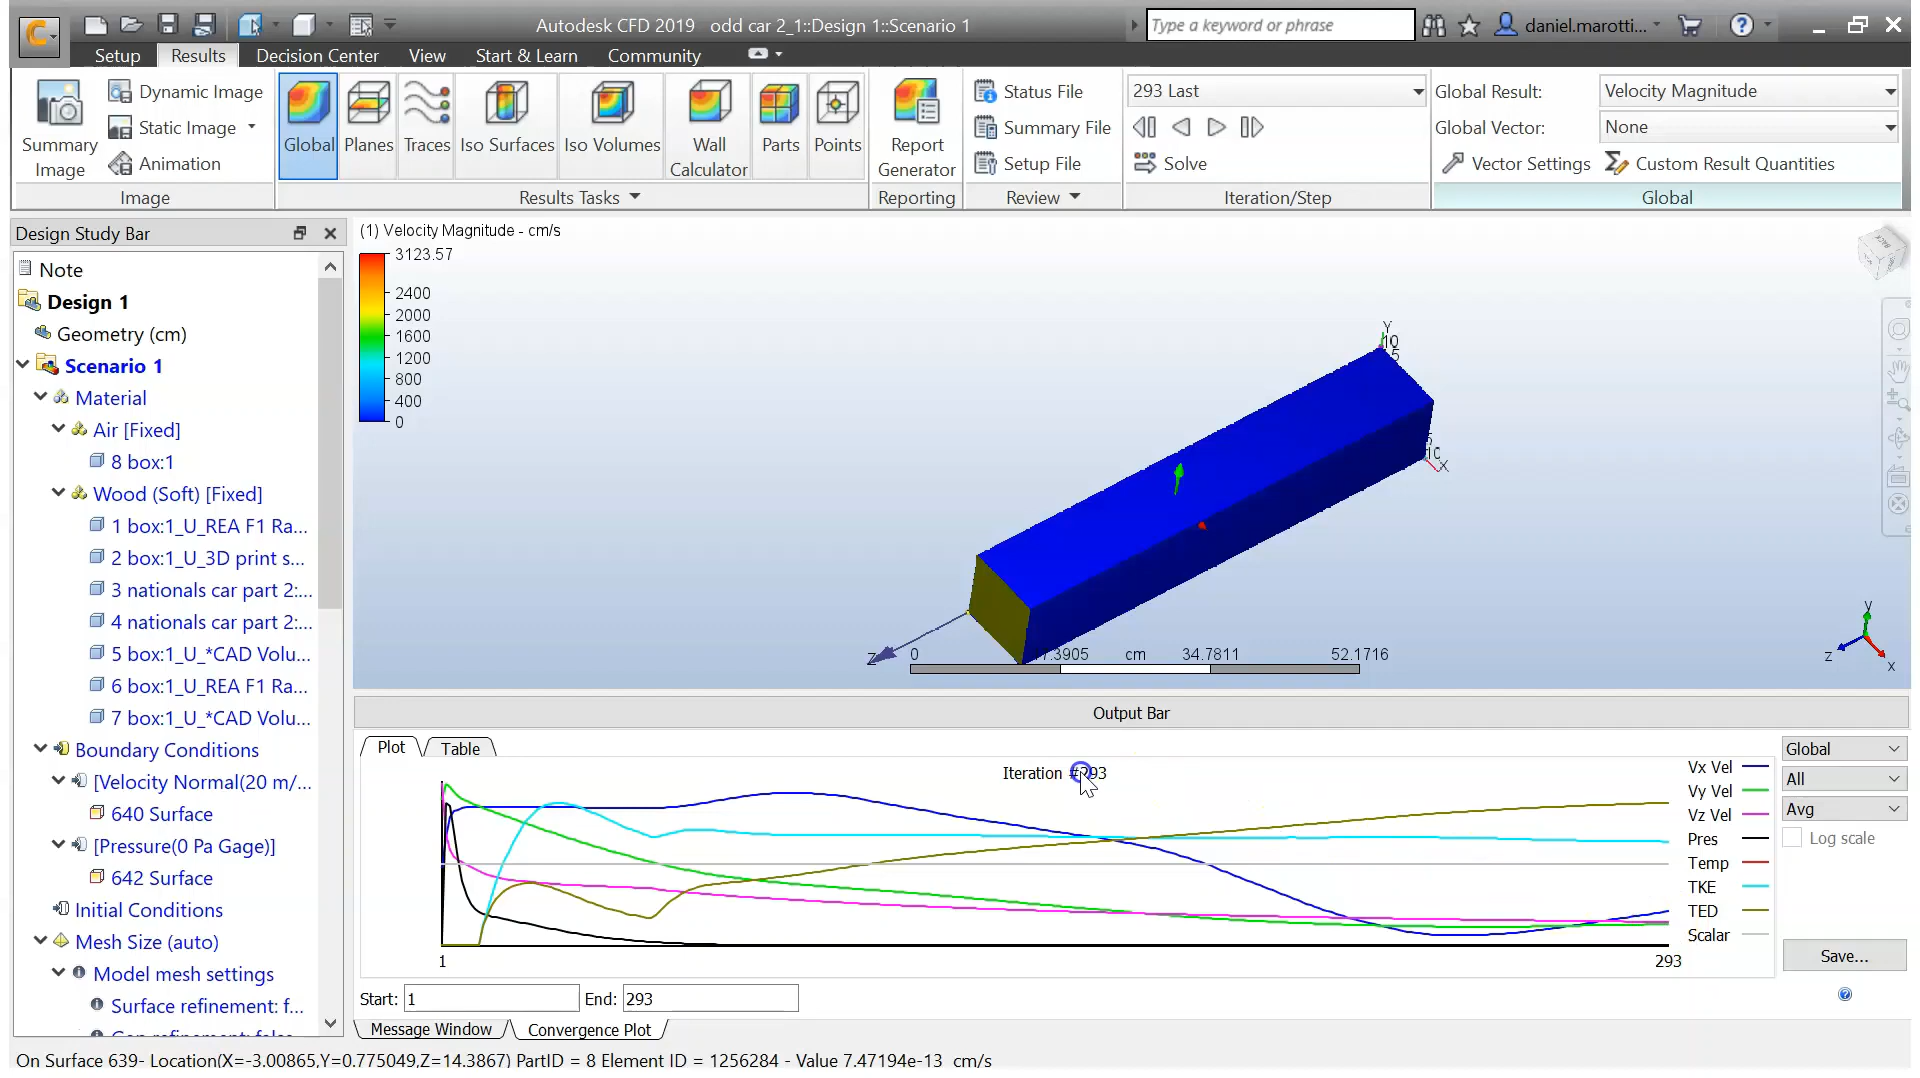 Autodesk CFD 2019 odd car 2_1::Design 1::Scenario 1
Type a keyword or phrase
daniel.marotti...
Setup Results Decision Center View Start & Learn Community
Summary Image
Dynamic Image
Static Image
Animation
Image
Global Planes Traces Iso Surfaces Iso Volumes Wall Calculator Parts Points
Results Tasks
Report Generator
Reporting
Status File
Summary File
Setup File
Review
293 Last
Solve
Iteration/Step
Global Result: Velocity Magnitude
Global Vector: None
Vector Settings Custom Result Quantities
Global
Design Study Bar
Note
Design 1
Geometry (cm)
Scenario 1
Material
Air [Fixed]
8 box:1
Wood (Soft) [Fixed]
1 box:1_U_REA F1 Ra...
2 box:1_U_3D print s...
3 nationals car part 2:...
4 nationals car part 2:...
5 box:1_U_*CAD Volu...
6 box:1_U_REA F1 Ra...
7 box:1_U_*CAD Volu...
Boundary Conditions
[Velocity Normal(20 m/...
640 Surface
[Pressure(0 Pa Gage)]
642 Surface
Initial Conditions
Mesh Size (auto)
Model mesh settings
Surface refinement: f...
(1) Velocity Magnitude - cm/s
3123.57
2400
2000
1600
1200
800
400
0
Y
10
5
10
X
Z
0 cm 34.7811 52.1716
y
z
x
Output Bar
Plot Table
Iteration #293
1 293
Vx Vel
Vy Vel
Vz Vel
Pres
Temp
TKE
TED
Scalar
Global
All
Avg
Log scale
Save...
Start: 1 End: 293
Message Window Convergence Plot
On Surface 639- Location(X=-3.00865,Y=0.775049,Z=14.3867) PartID = 8 Element ID = 1256284 - Value 7.47194e-13 cm/s